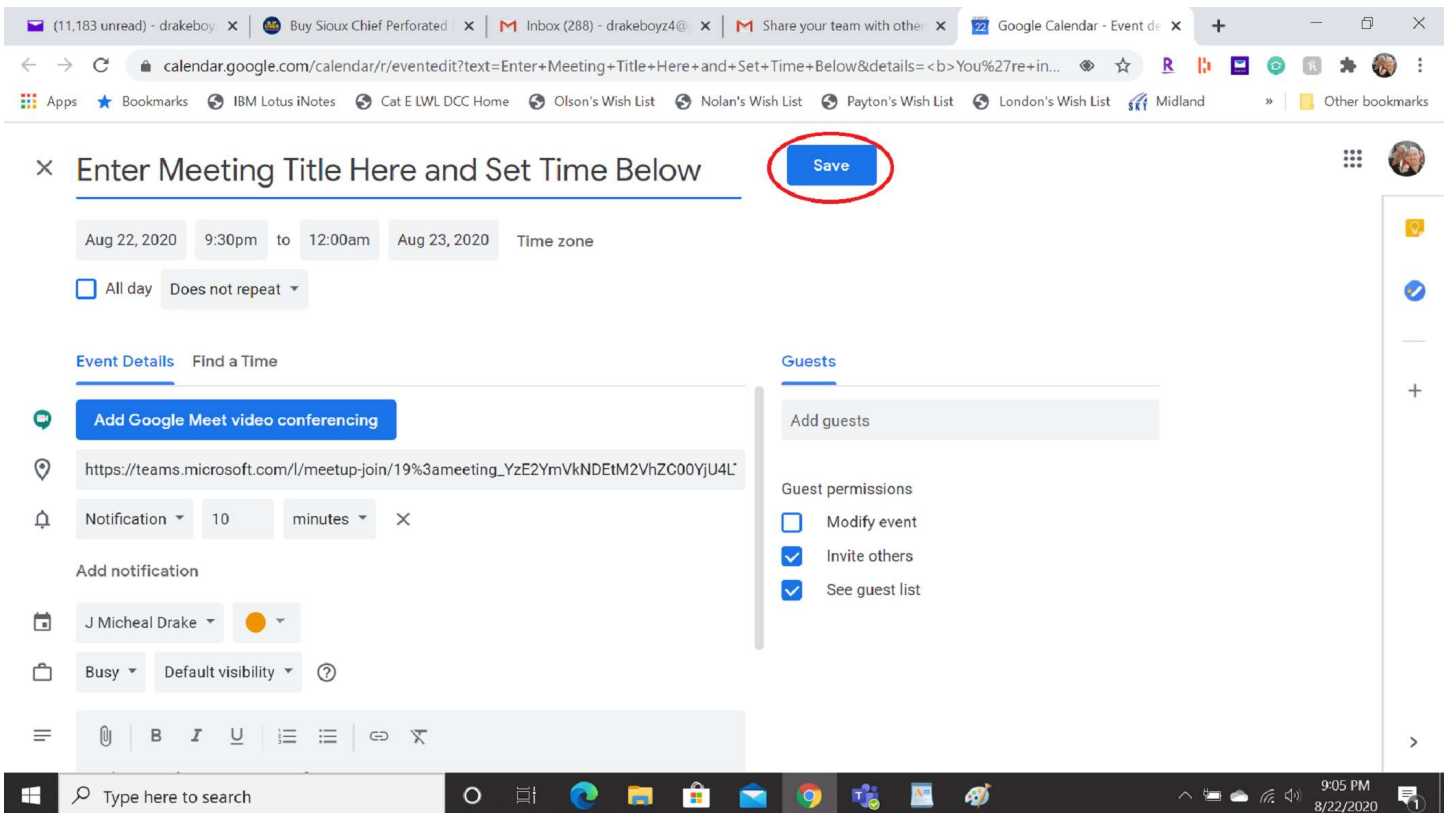 (11,183 unread) - drakeboy
Buy Sioux Chief Perforated
Inbox (288) - drakeboyz4@
Share your team with other
Google Calendar - Event de
calendar.google.com/calendar/r/eventedit?text=Enter+Meeting+Title+Here+and+Set+Time+Below&details=<b>You%27re+in...
Apps Bookmarks IBM Lotus iNotes Cat E LWL DCC Home Olson's Wish List Nolan's Wish List Payton's Wish List London's Wish List Midland » Other bookmarks
Enter Meeting Title Here and Set Time Below
Save
Aug 22, 2020 9:30pm to 12:00am Aug 23, 2020 Time zone
All day Does not repeat
Event Details Find a Time
Guests
Add Google Meet video conferencing
Add guests
https://teams.microsoft.com/l/meetup-join/19%3ameeting_YzE2YmVkNDEtM2VhZC00YjU4L
Guest permissions
Notification 10 minutes
Modify event
Invite others
Add notification
See guest list
J Micheal Drake
Busy Default visibility
B I U
Type here to search
9:05 PM
8/22/2020